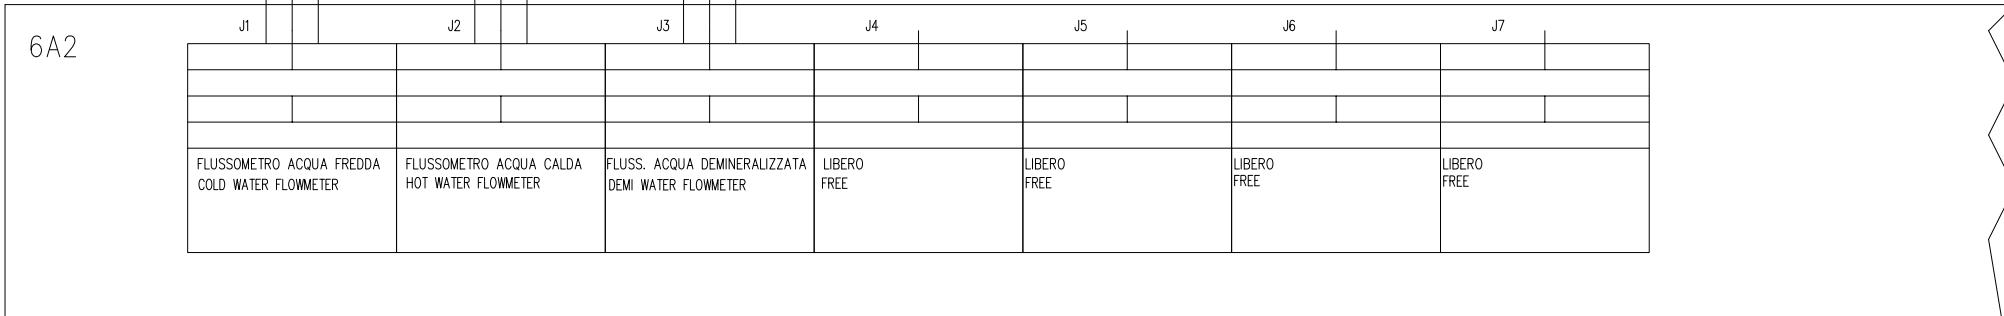 J1
J2
J3
J4
J5
J6
J7
6A2
FLUSSOMETRO ACQUA FREDDA
COLD WATER FLOWMETER
FLUSSOMETRO ACQUA CALDA
HOT WATER FLOWMETER
FLUSS. ACQUA DEMINERALIZZATA
DEMI WATER FLOWMETER
LIBERO
FREE
LIBERO
FREE
LIBERO
FREE
LIBERO
FREE